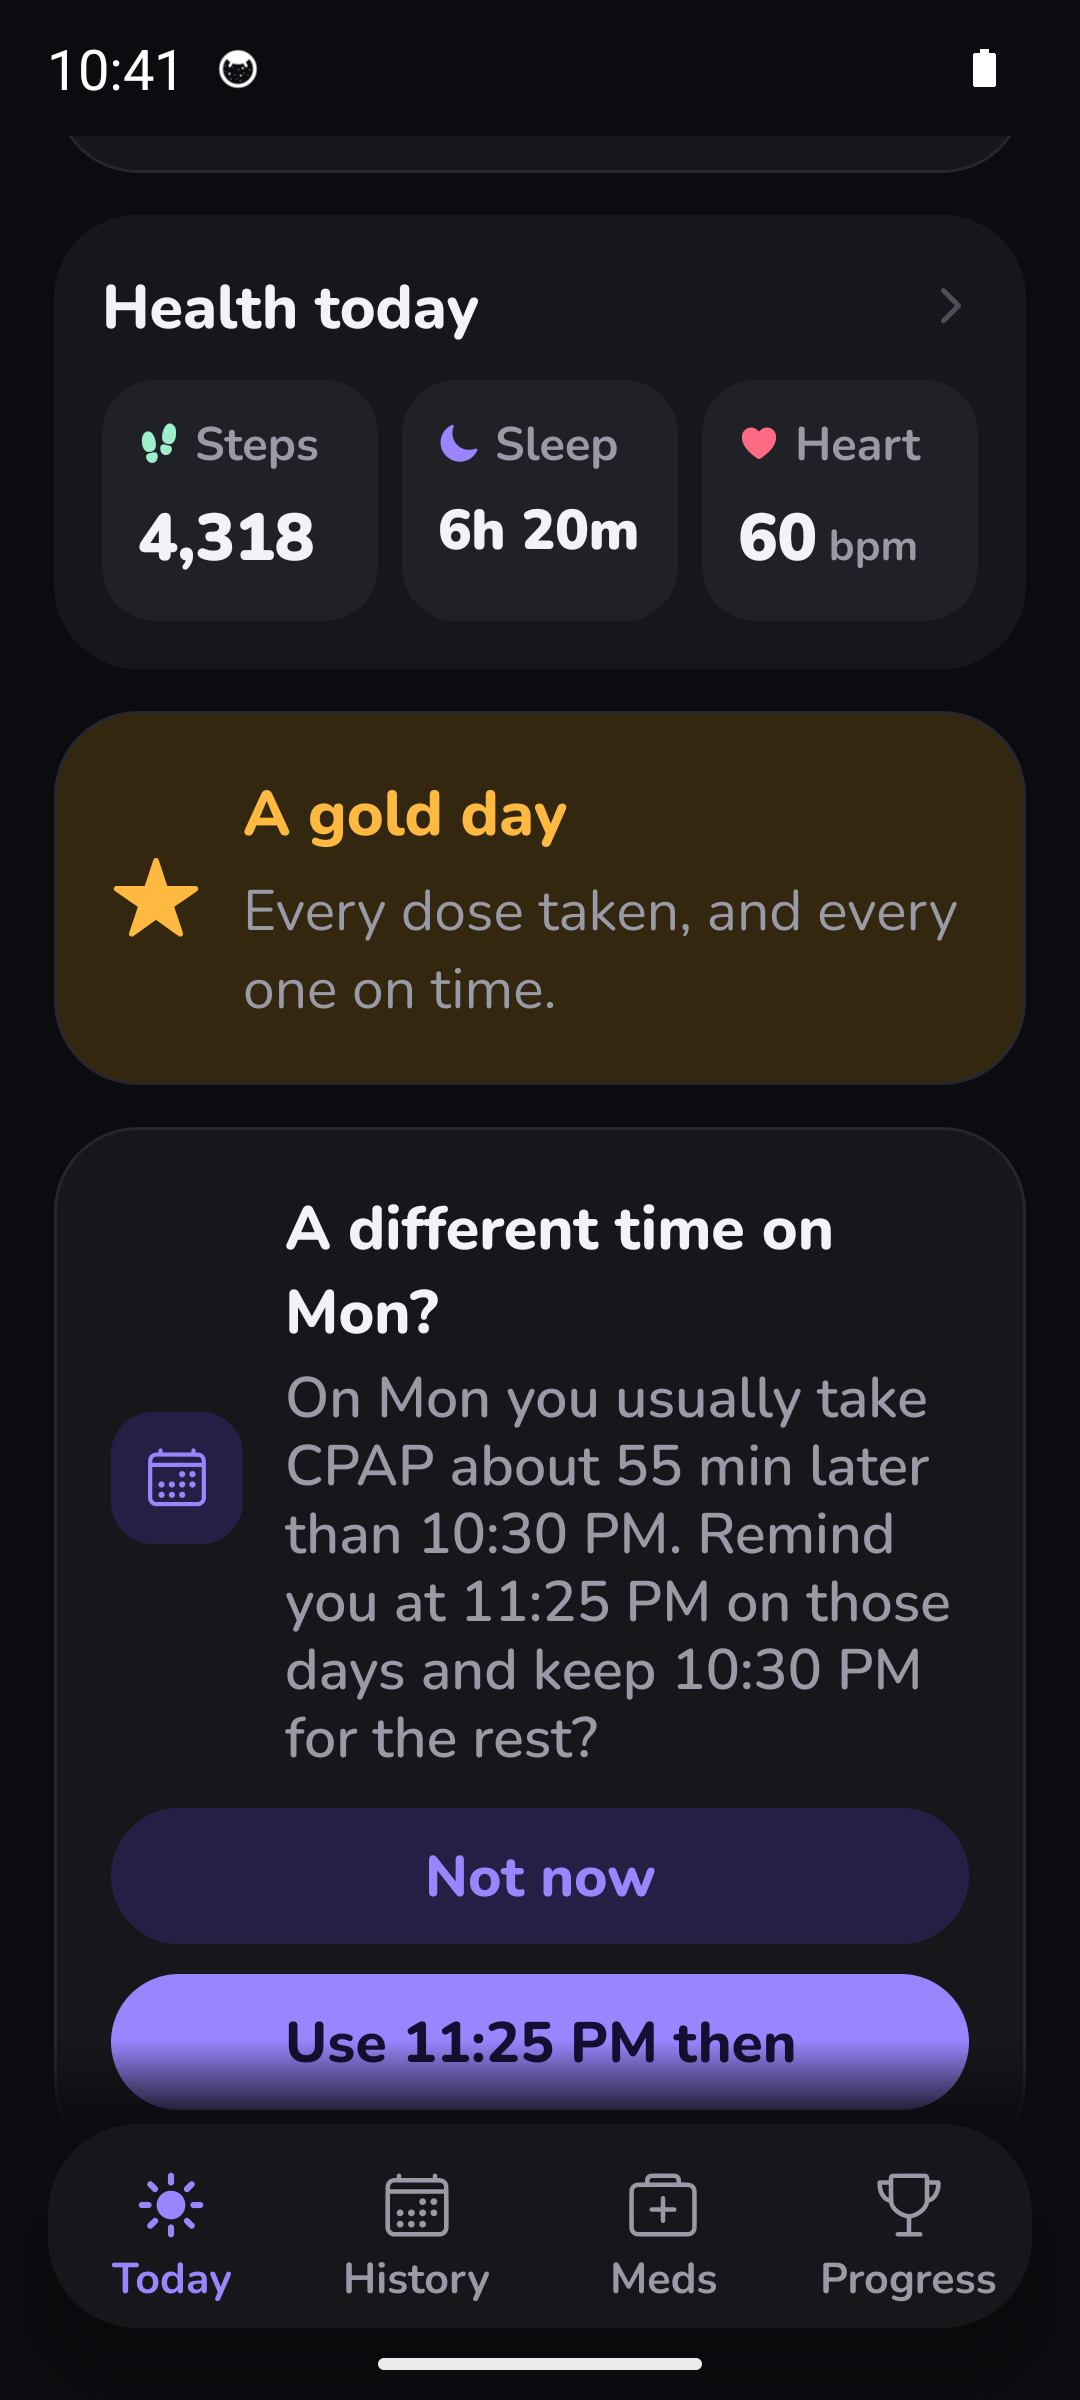 10:41
Health today
Steps
4,318
Sleep
6h 20m
Heart
60 bpm
A gold day
Every dose taken, and every
one on time.
A different time on
Mon?
On Mon you usually take
CPAP about 55 min later
than 10:30 PM. Remind
you at 11:25 PM on those
days and keep 10:30 PM
for the rest?
Not now
Use 11:25 PM then
Today
History
Meds
Progress